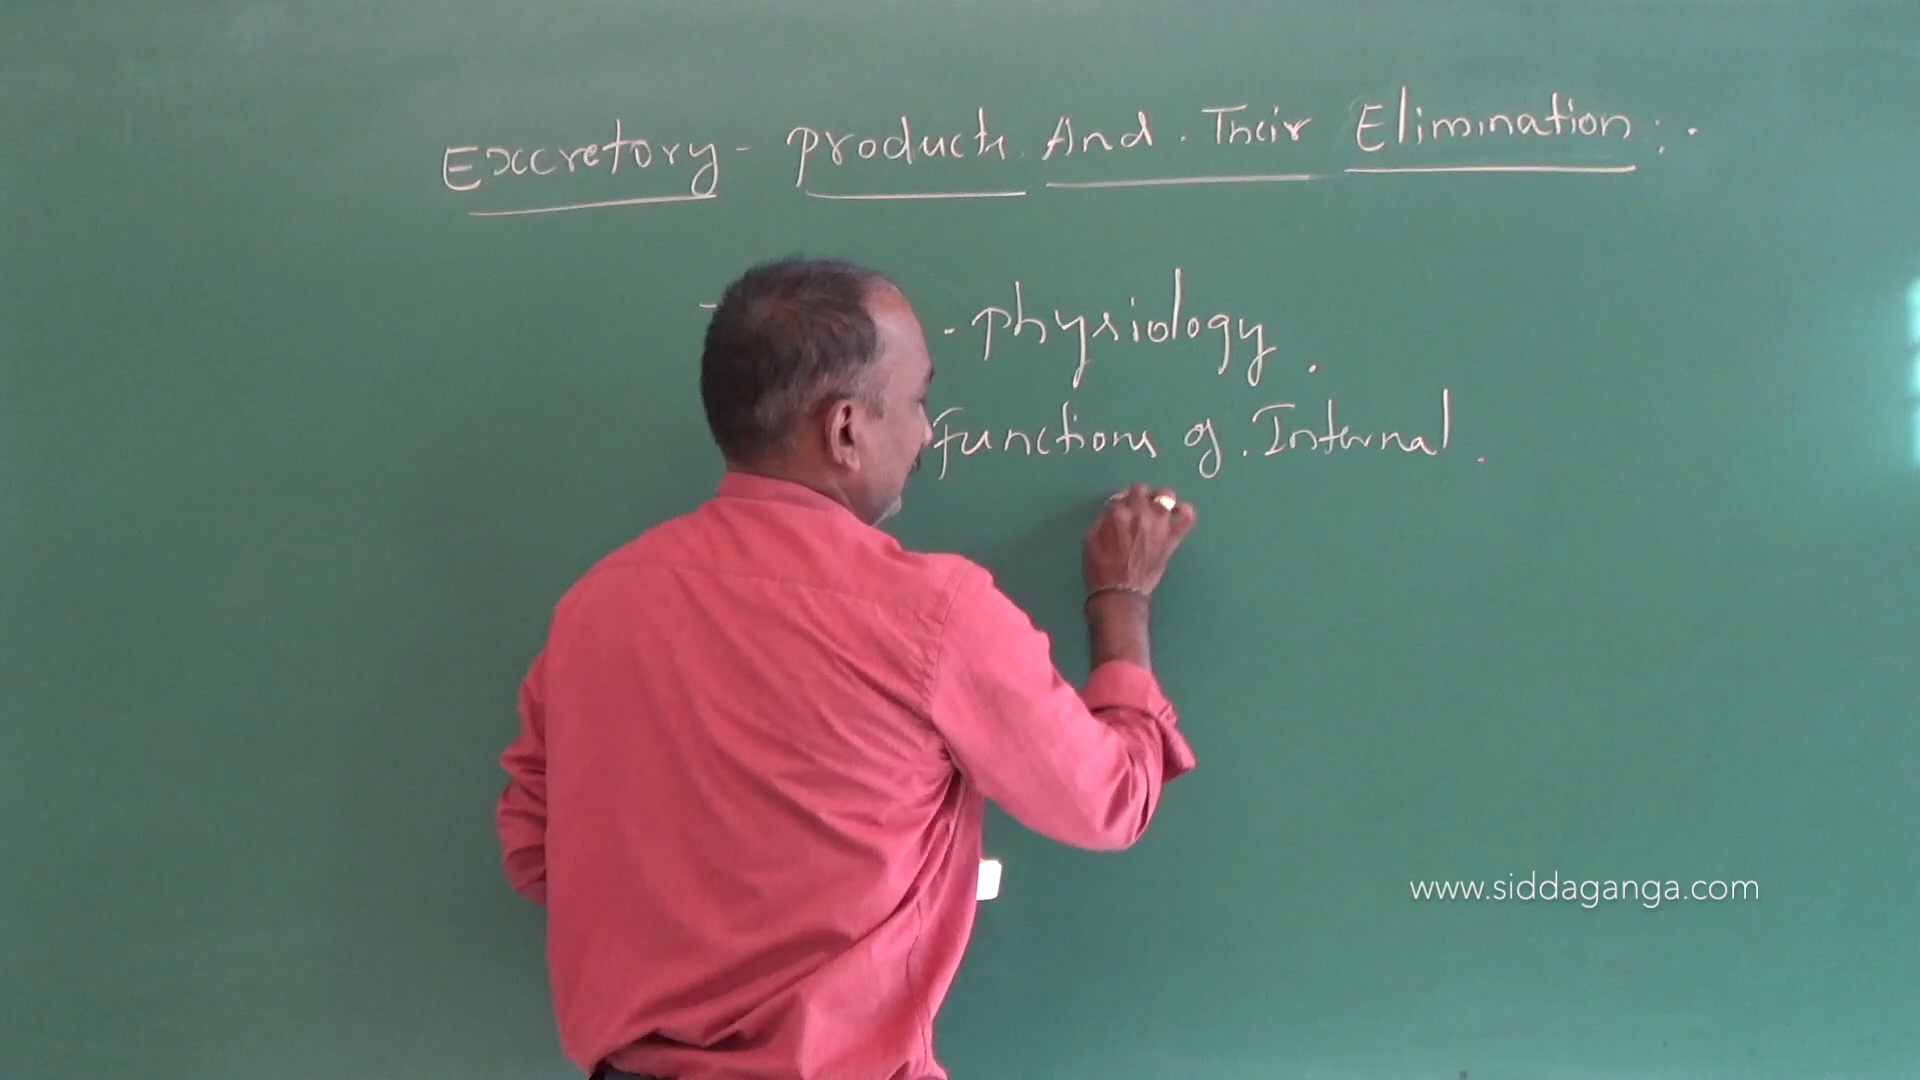 Excretory - products And Their Elimination :.
- physiology.
Functions of Internal
www.siddaganga.com